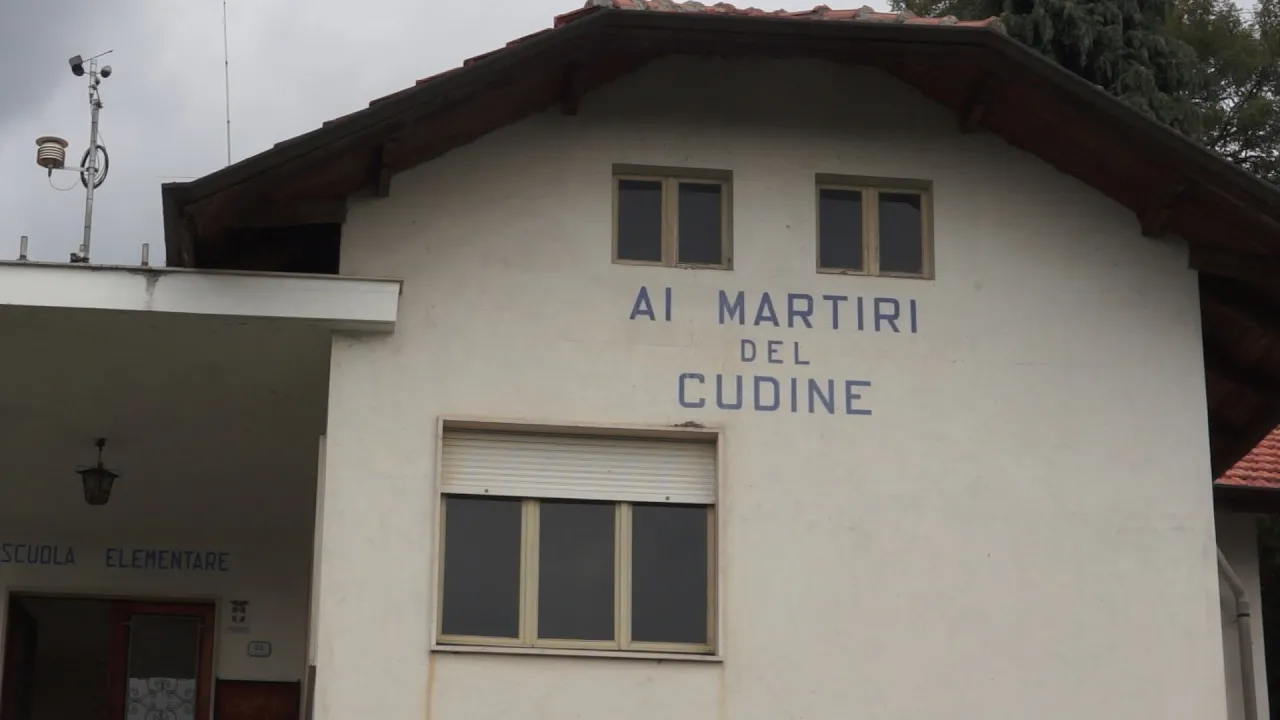 AI MARTIRI
DEL
CUDINE
SCUOLA ELEMENTARE